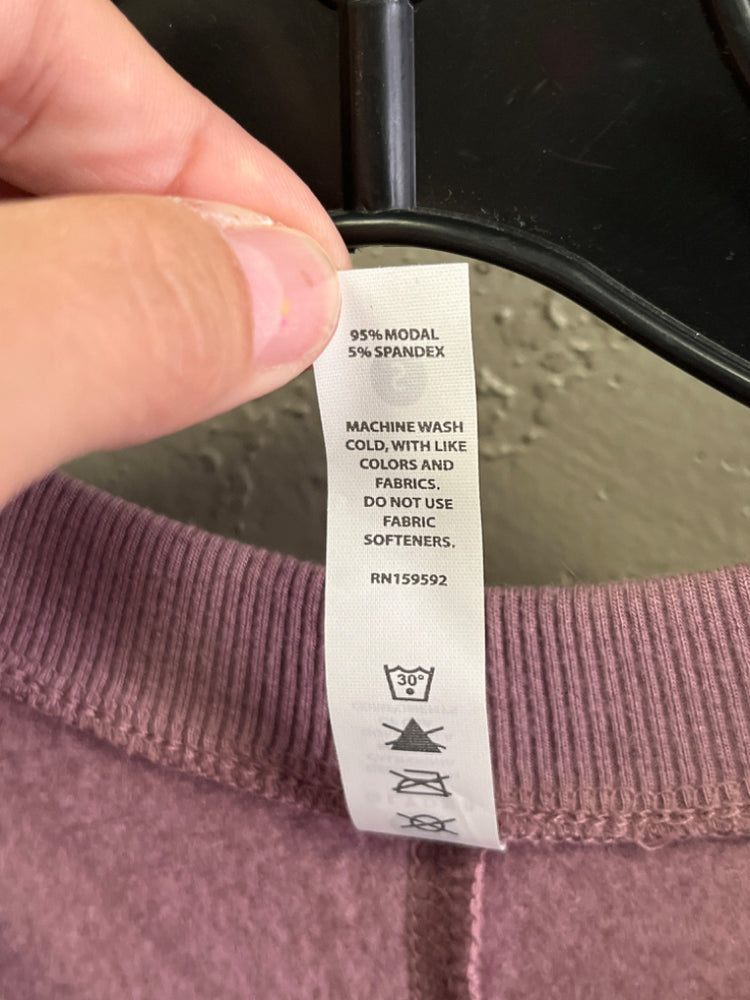 95% MODAL
5% SPANDEX
S
MACHINE WASH
COLD, WITH LIKE
COLORS AND
FABRICS.
DO NOT USE
FABRIC
SOFTENERS.
RN159592
30°